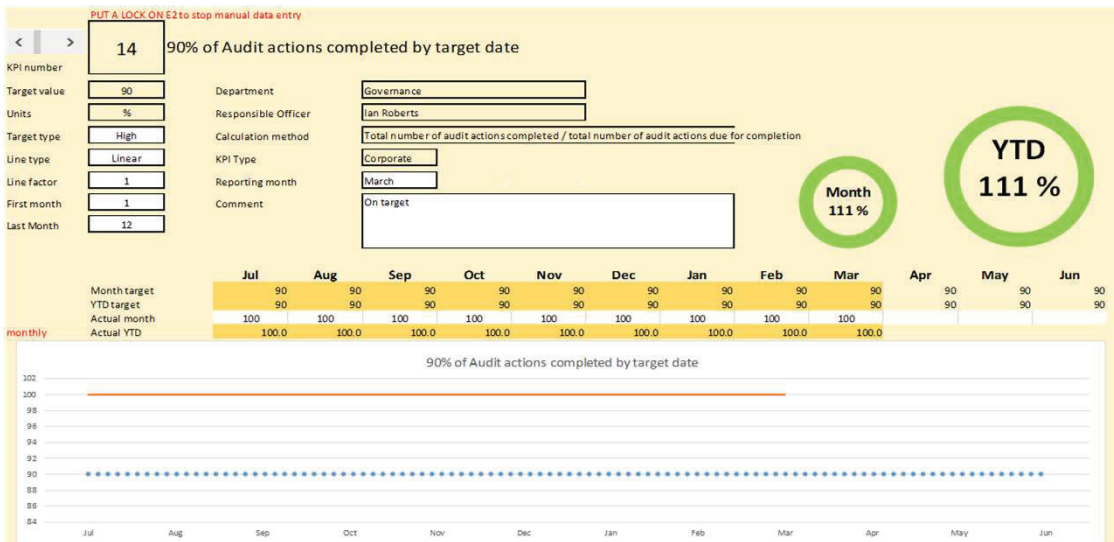 PUT A LOCK ON E2 to stop manual data entry
14 90% of Audit actions completed by target date
KPI number
Target value 90 Department Governance
Units % Responsible Officer Ian Roberts
Target type High Calculation method Total number of audit actions completed / total number of audit actions due for completion
Line type Linear KPI Type Corporate
Line factor 1 Reporting month March
First month 1 Comment On target
Last Month 12
Month
111 %
YTD
111 %
Jul Aug Sep Oct Nov Dec Jan Feb Mar Apr May Jun
Month target 90 90 90 90 90 90 90 90 90 90 90 90
YTD target 90 90 90 90 90 90 90 90 90 90 90 90
Actual month 100 100 100 100 100 100 100 100 100
monthly Actual YTD 100.0 100.0 100.0 100.0 100.0 100.0 100.0 100.0 100.0
90% of Audit actions completed by target date
102
100
98
96
94
92
90
88
86
84
Jul Aug Sep Oct Nov Dec Jan Feb Mar Apr May Jun